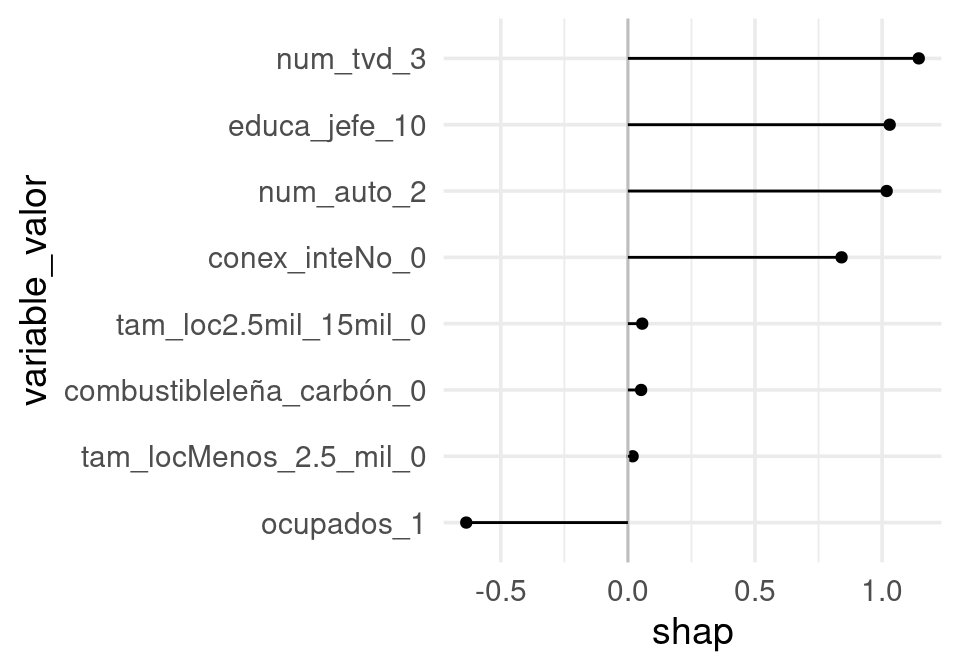 variable_valor
num_tvd_3
educa_jefe_10
num_auto_2
conex_inteNo_0
tam_loc2.5mil_15mil_0
combustibleleña_carbón_0
tam_locMenos_2.5_mil_0
ocupados_1
-0.5 0.0 0.5 1.0
shap